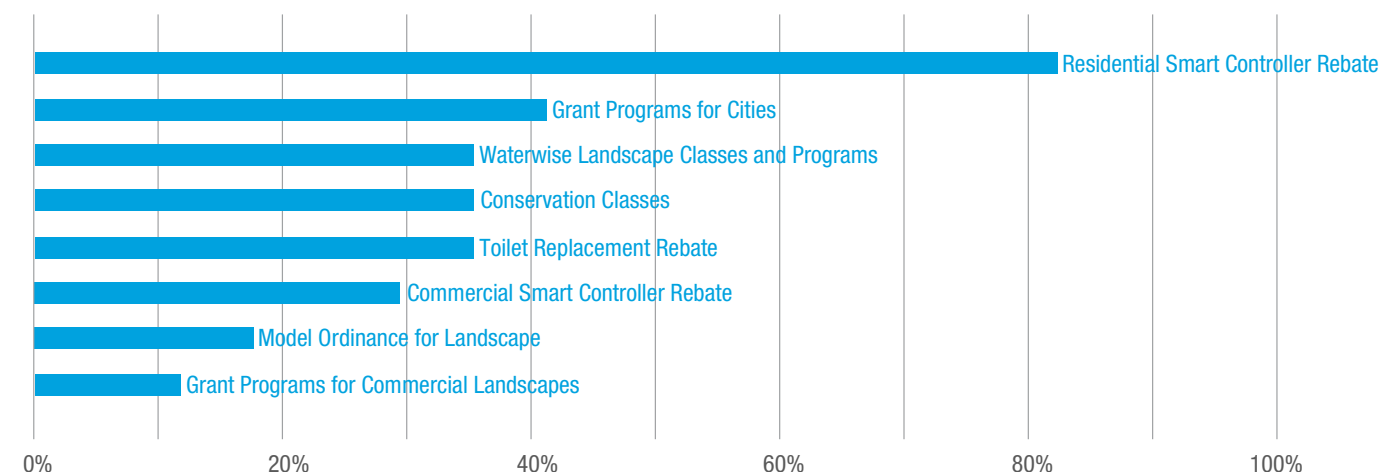 Residential Smart Controller Rebate
Grant Programs for Cities
Waterwise Landscape Classes and Programs
Conservation Classes
Toilet Replacement Rebate
Commercial Smart Controller Rebate
Model Ordinance for Landscape
Grant Programs for Commercial Landscapes
0% 20% 40% 60% 80% 100%